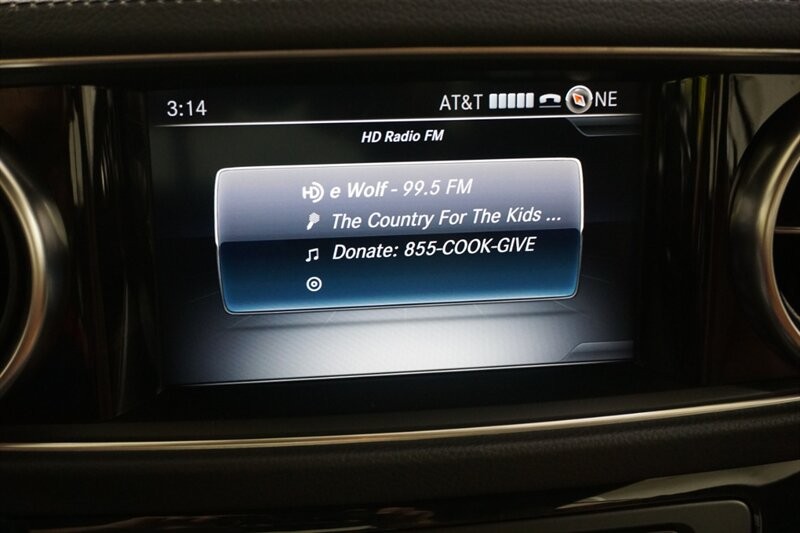 3:14 AT&T NE
HD Radio FM
HD e Wolf - 99.5 FM
The Country For The Kids ...
Donate: 855-COOK-GIVE